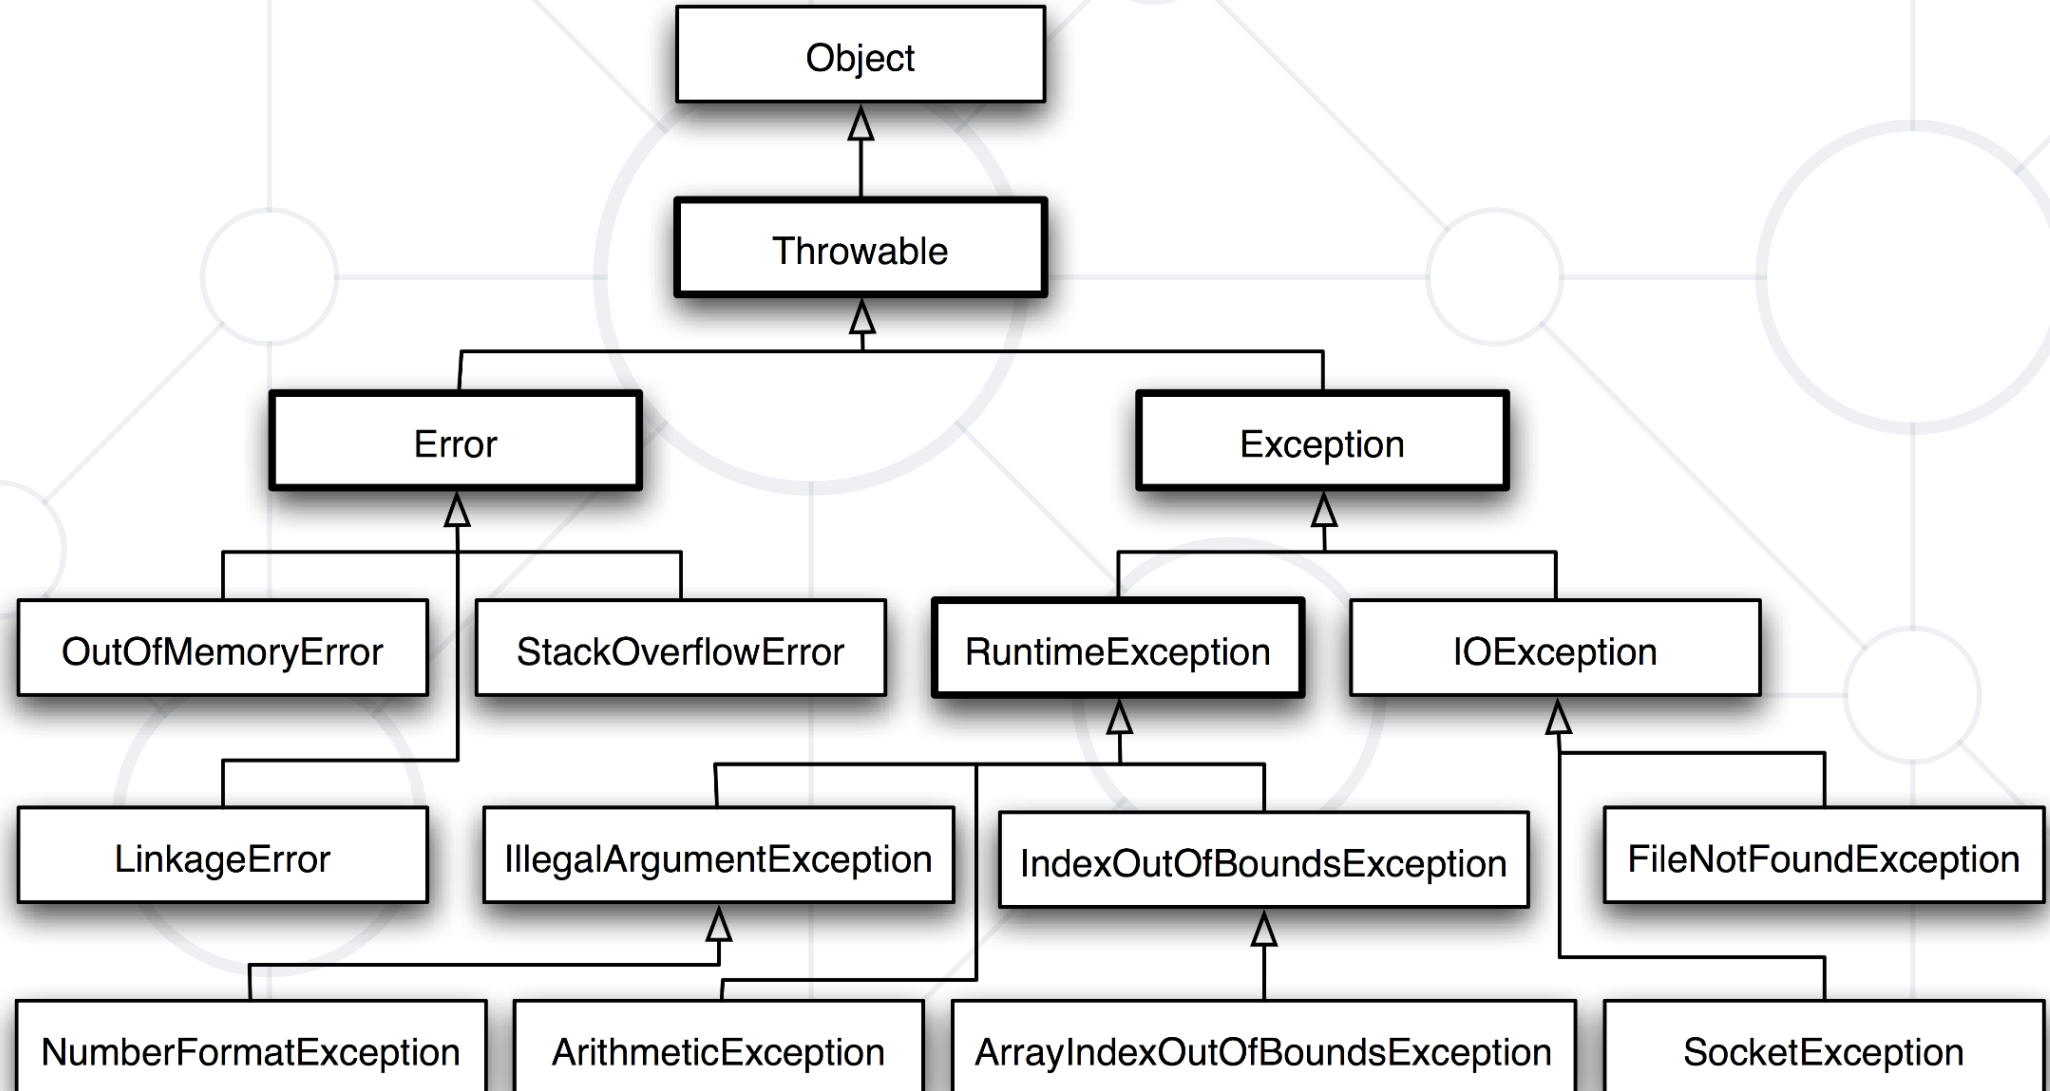 Object
Throwable
Error
Exception
OutOfMemoryError
StackOverflowError
RuntimeException
IOException
LinkageError
IllegalArgumentException
IndexOutOfBoundsException
FileNotFoundException
NumberFormatException
ArithmeticException
ArrayIndexOutOfBoundsException
SocketException